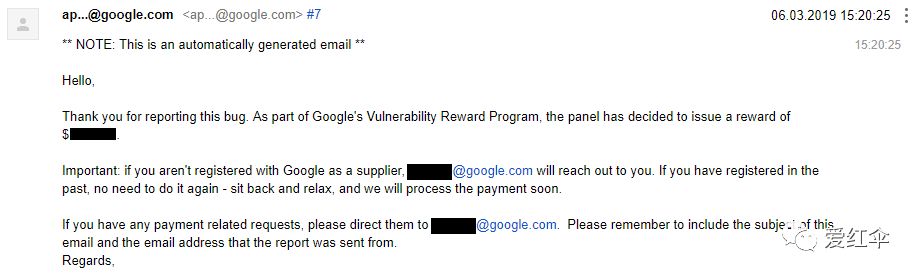 ap...@google.com <ap...@google.com> #7
06.03.2019 15:20:25
** NOTE: This is an automatically generated email **
15:20:25
Hello,
Thank you for reporting this bug. As part of Google's Vulnerability Reward Program, the panel has decided to issue a reward of
$ .
Important: if you aren't registered with Google as a supplier, @google.com will reach out to you. If you have registered in the
past, no need to do it again - sit back and relax, and we will process the payment soon.
If you have any payment related requests, please direct them to @google.com. Please remember to include the subject of this
email and the email address that the report was sent from.
Regards,
爱红伞